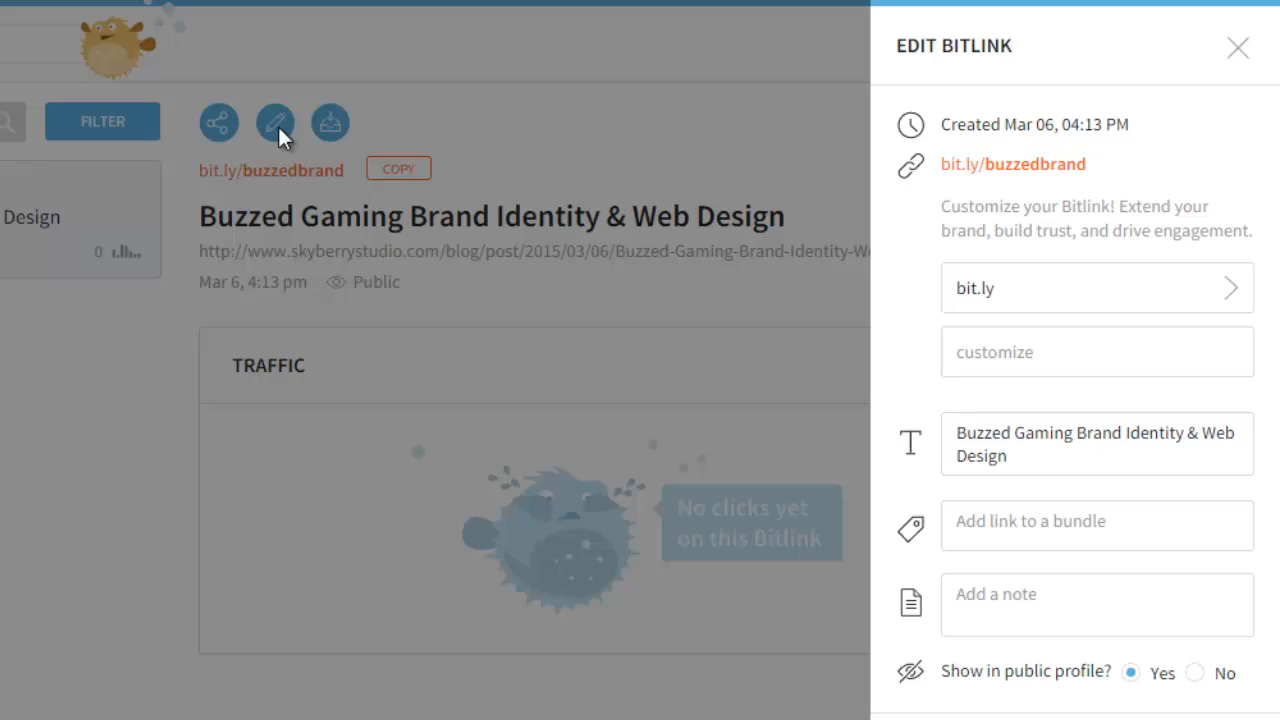 FILTER
Design
0
bit.ly/buzzedbrand
COPY
Buzzed Gaming Brand Identity & Web Design
http://www.skyberrystudio.com/blog/post/2015/03/06/Buzzed-Gaming-Brand-Identity-W
Mar 6, 4:13 pm
Public
TRAFFIC
No clicks yet
on this Bitlink
EDIT BITLINK
Created Mar 06, 04:13 PM
bit.ly/buzzedbrand
Customize your Bitlink! Extend your
brand, build trust, and drive engagement.
bit.ly
customize
Buzzed Gaming Brand Identity & Web
Design
Add link to a bundle
Add a note
Show in public profile? Yes No